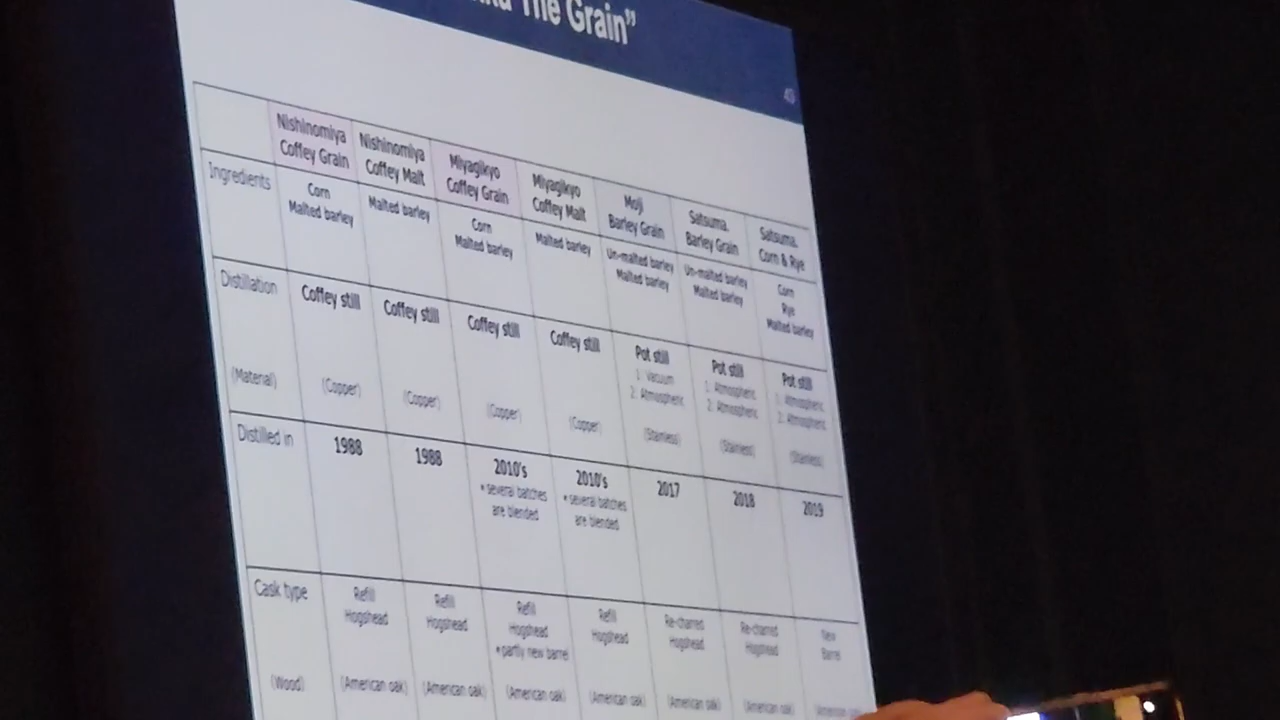 The Grain”
Nishinomiya
Coffey Grain
Nishinomiya
Coffey Malt
Miyagikyo
Coffey Grain
Miyagikyo
Coffey Malt
Moji
Barley Grain
Satsuma.
Barley Grain
Satsuma.
Corn & Rye
Ingredients
Corn
Malted barley
Malted barley
Corn
Malted barley
Malted barley
Un-malted barley
Malted barley
Un-malted barley
Malted barley
Corn
Rye
Malted barley
Distillation
(Material)
Coffey still
(Copper)
Coffey still
(Copper)
Coffey still
(Copper)
Coffey still
(Copper)
Pot still
1: Vacuum
2: Atmospheric
(Stainless)
Pot still
1: Atmospheric
2: Atmospheric
(Stainless)
Pot still
1: Atmospheric
2: Atmospheric
(Stainless)
Distilled in
1988
1988
2010's
* several batches
are blended
2010's
* several batches
are blended
2017
2018
2019
Cask type
(Wood)
Refill
Hogshead
(American oak)
Refill
Hogshead
(American oak)
Refill
Hogshead
* partly new barrel
(American oak)
Refill
Hogshead
(American oak)
Re-charred
Hogshead
(American oak)
Re-charred
Hogshead
(American oak)
New
Barrel
(American oak)